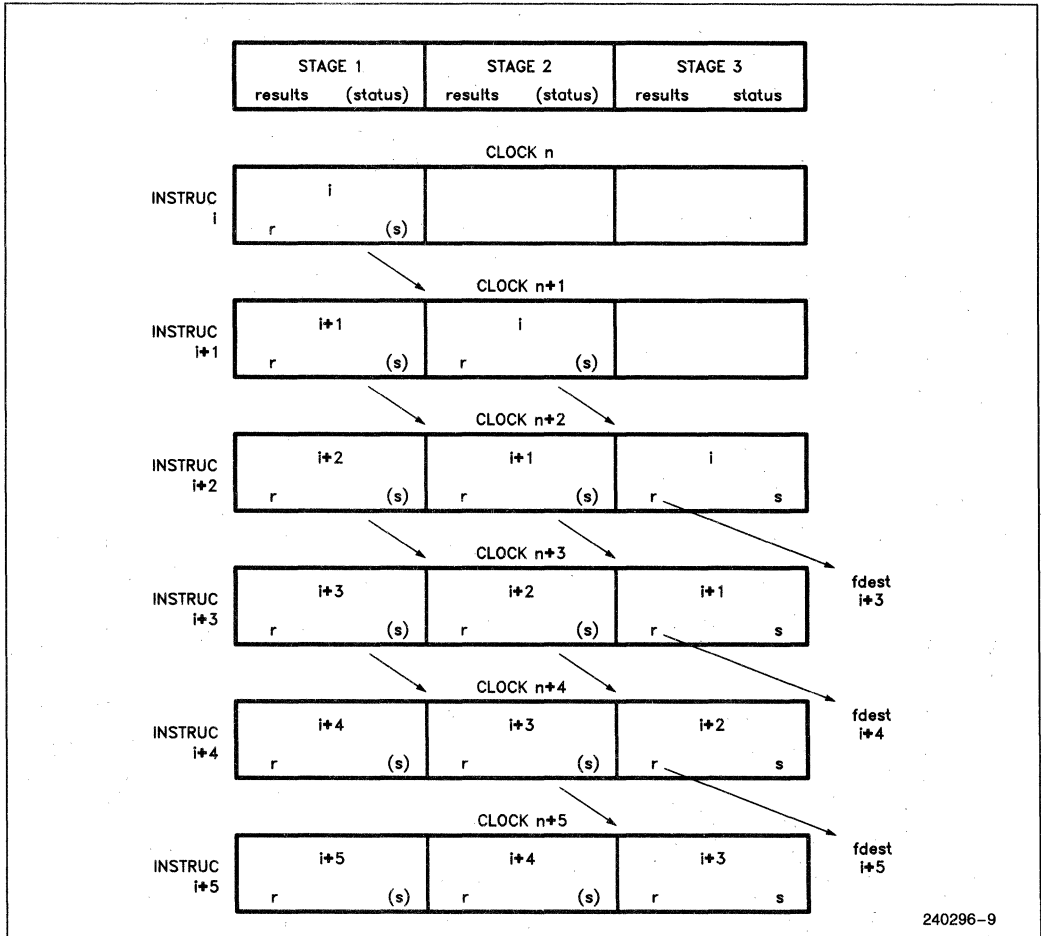 STAGE 1 STAGE 2 STAGE 3
results (status) results (status) results status
CLOCK n
INSTRUC
i
i
r (s)
CLOCK n+1
INSTRUC
i+1
i+1 i
r (s) r (s)
CLOCK n+2
INSTRUC
i+2
i+2 i+1 i
r (s) r (s) r s
CLOCK n+3
fdest
i+3
INSTRUC
i+3
i+3 i+2 i+1
r (s) r (s) r s
CLOCK n+4
fdest
i+4
INSTRUC
i+4
i+4 i+3 i+2
r (s) r (s) r s
CLOCK n+5
fdest
i+5
INSTRUC
i+5
i+5 i+4 i+3
r (s) r (s) r s
240296-9